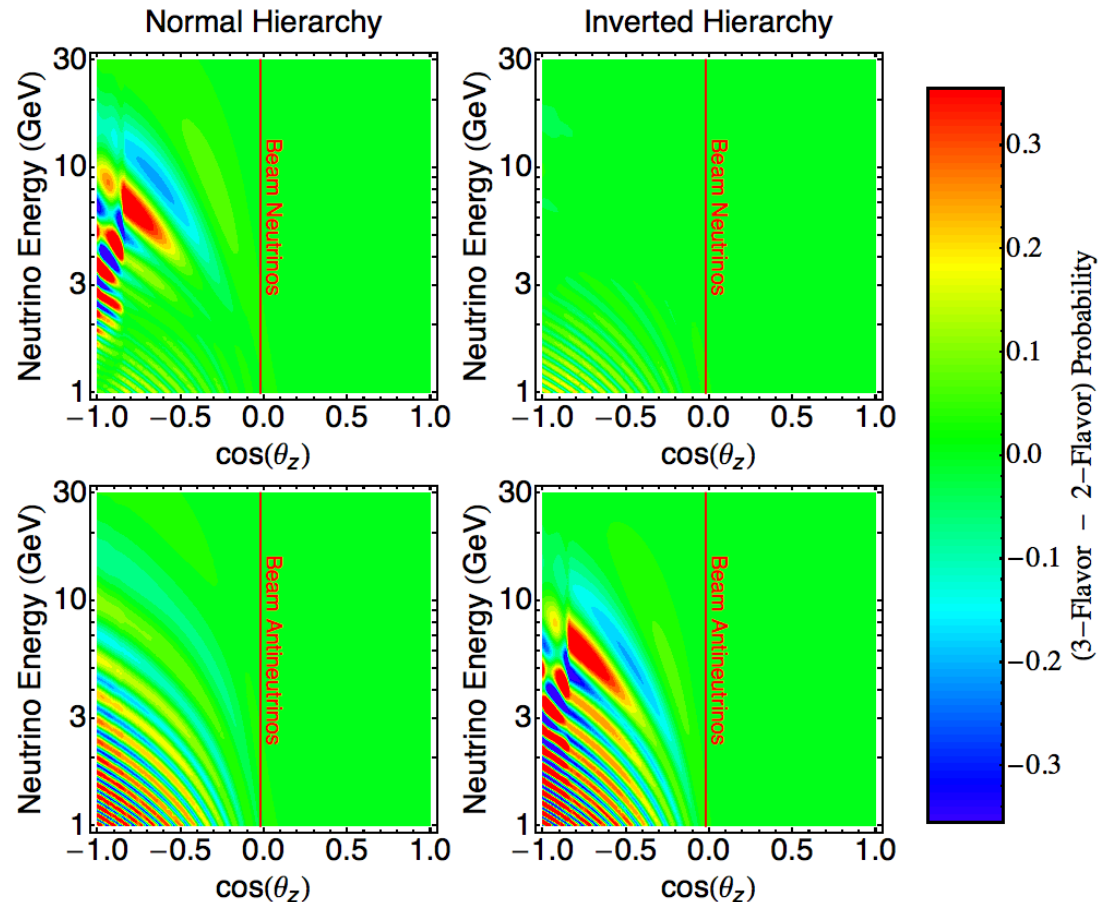 Normal Hierarchy
Inverted Hierarchy
Neutrino Energy (GeV)
30
10
3
1
Beam Neutrinos
−1.0 −0.5 0.0 0.5 1.0
cos(θz)
Neutrino Energy (GeV)
30
10
3
1
Beam Neutrinos
−1.0 −0.5 0.0 0.5 1.0
cos(θz)
Neutrino Energy (GeV)
30
10
3
1
Beam Antineutrinos
−1.0 −0.5 0.0 0.5 1.0
cos(θz)
Neutrino Energy (GeV)
30
10
3
1
Beam Antineutrinos
−1.0 −0.5 0.0 0.5 1.0
cos(θz)
0.3
0.2
0.1
0.0
−0.1
−0.2
−0.3
(3−Flavor − 2−Flavor) Probability